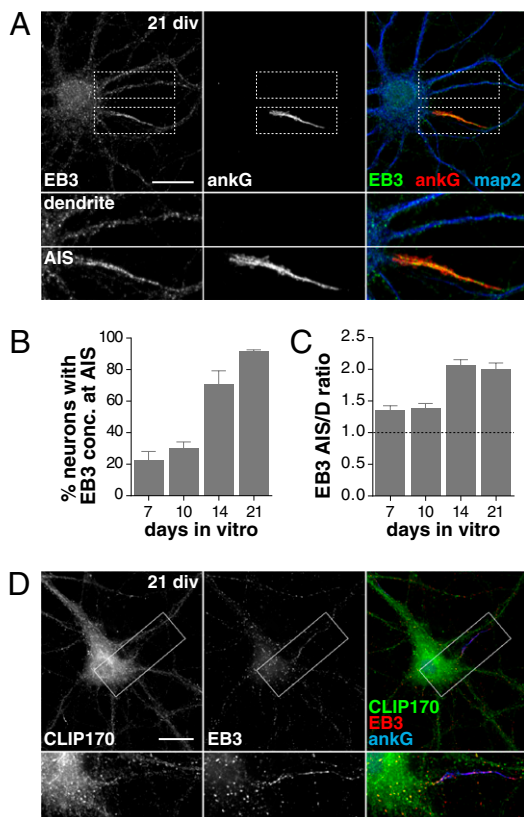 A
21 div
EB3
ankG
EB3 ankG map2
dendrite
AIS
B
% neurons with
EB3 conc. at AIS
100
80
60
40
20
0
7 10 14 21
days in vitro
C
EB3 AIS/D ratio
2.5
2.0
1.5
1.0
0.5
0.0
7 10 14 21
days in vitro
D
21 div
CLIP170
EB3
CLIP170
EB3
ankG